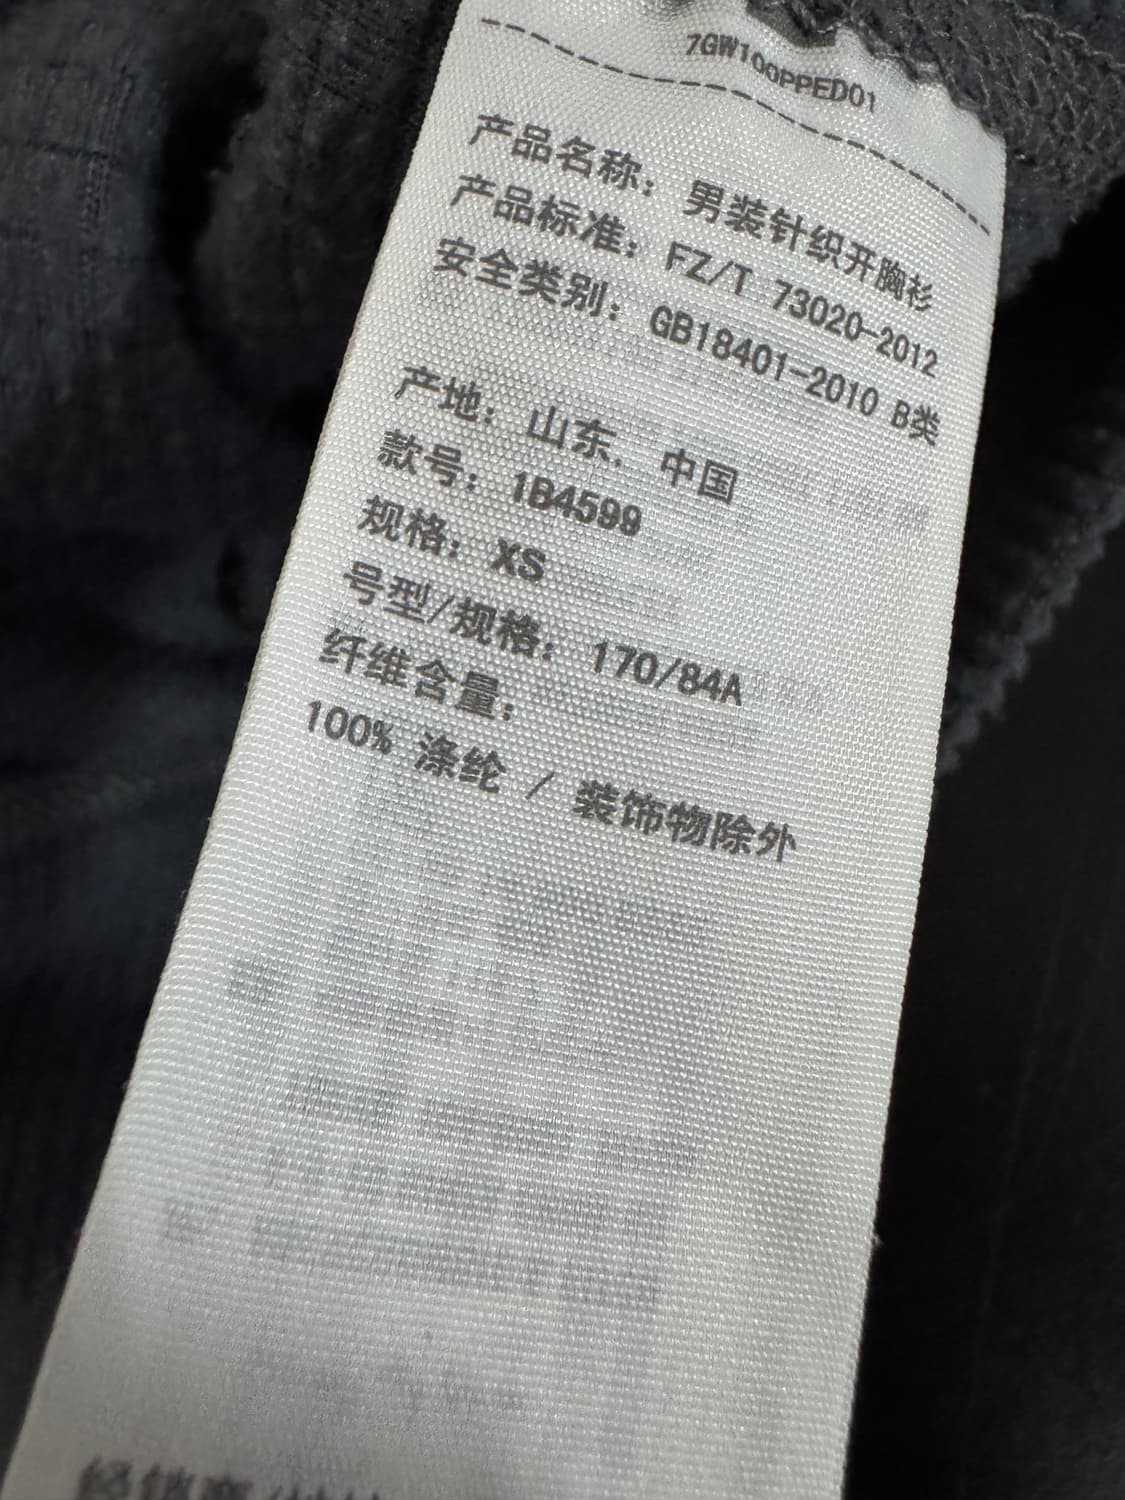 7GW100PPED01
产品名称: 男装针织开胸衫
产品标准: FZ/T 73020-2012
安全类别: GB18401-2010 B类
产地: 山东, 中国
款号: 1B4599
规格: XS
号型/规格: 170/84A
纤维含量:
100% 涤纶 / 装饰物除外